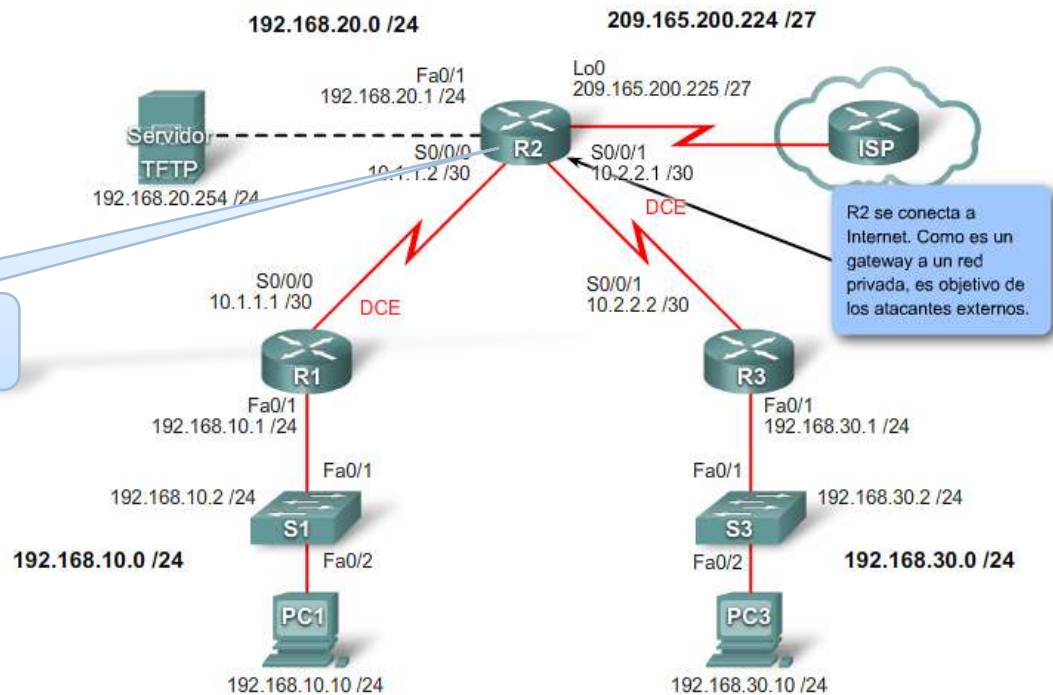 192.168.20.0 /24
209.165.200.224 /27
Fa0/1
192.168.20.1 /24
Lo0
209.165.200.225 /27
Servidor
TFTP
192.168.20.254 /24
R2
ISP
S0/0/0
10.1.1.2 /30
S0/0/1
10.2.2.1 /30
DCE
R2 se conecta a
Internet. Como es un
gateway a un red
privada, es objetivo de
los atacantes externos.
S0/0/0
10.1.1.1 /30
DCE
S0/0/1
10.2.2.2 /30
R1
R3
Fa0/1
192.168.10.1 /24
Fa0/1
192.168.30.1 /24
Fa0/1
192.168.10.2 /24
S1
Fa0/1
192.168.30.2 /24
S3
192.168.10.0 /24
Fa0/2
Fa0/2
192.168.30.0 /24
PC1
PC3
192.168.10.10 /24
192.168.30.10 /24